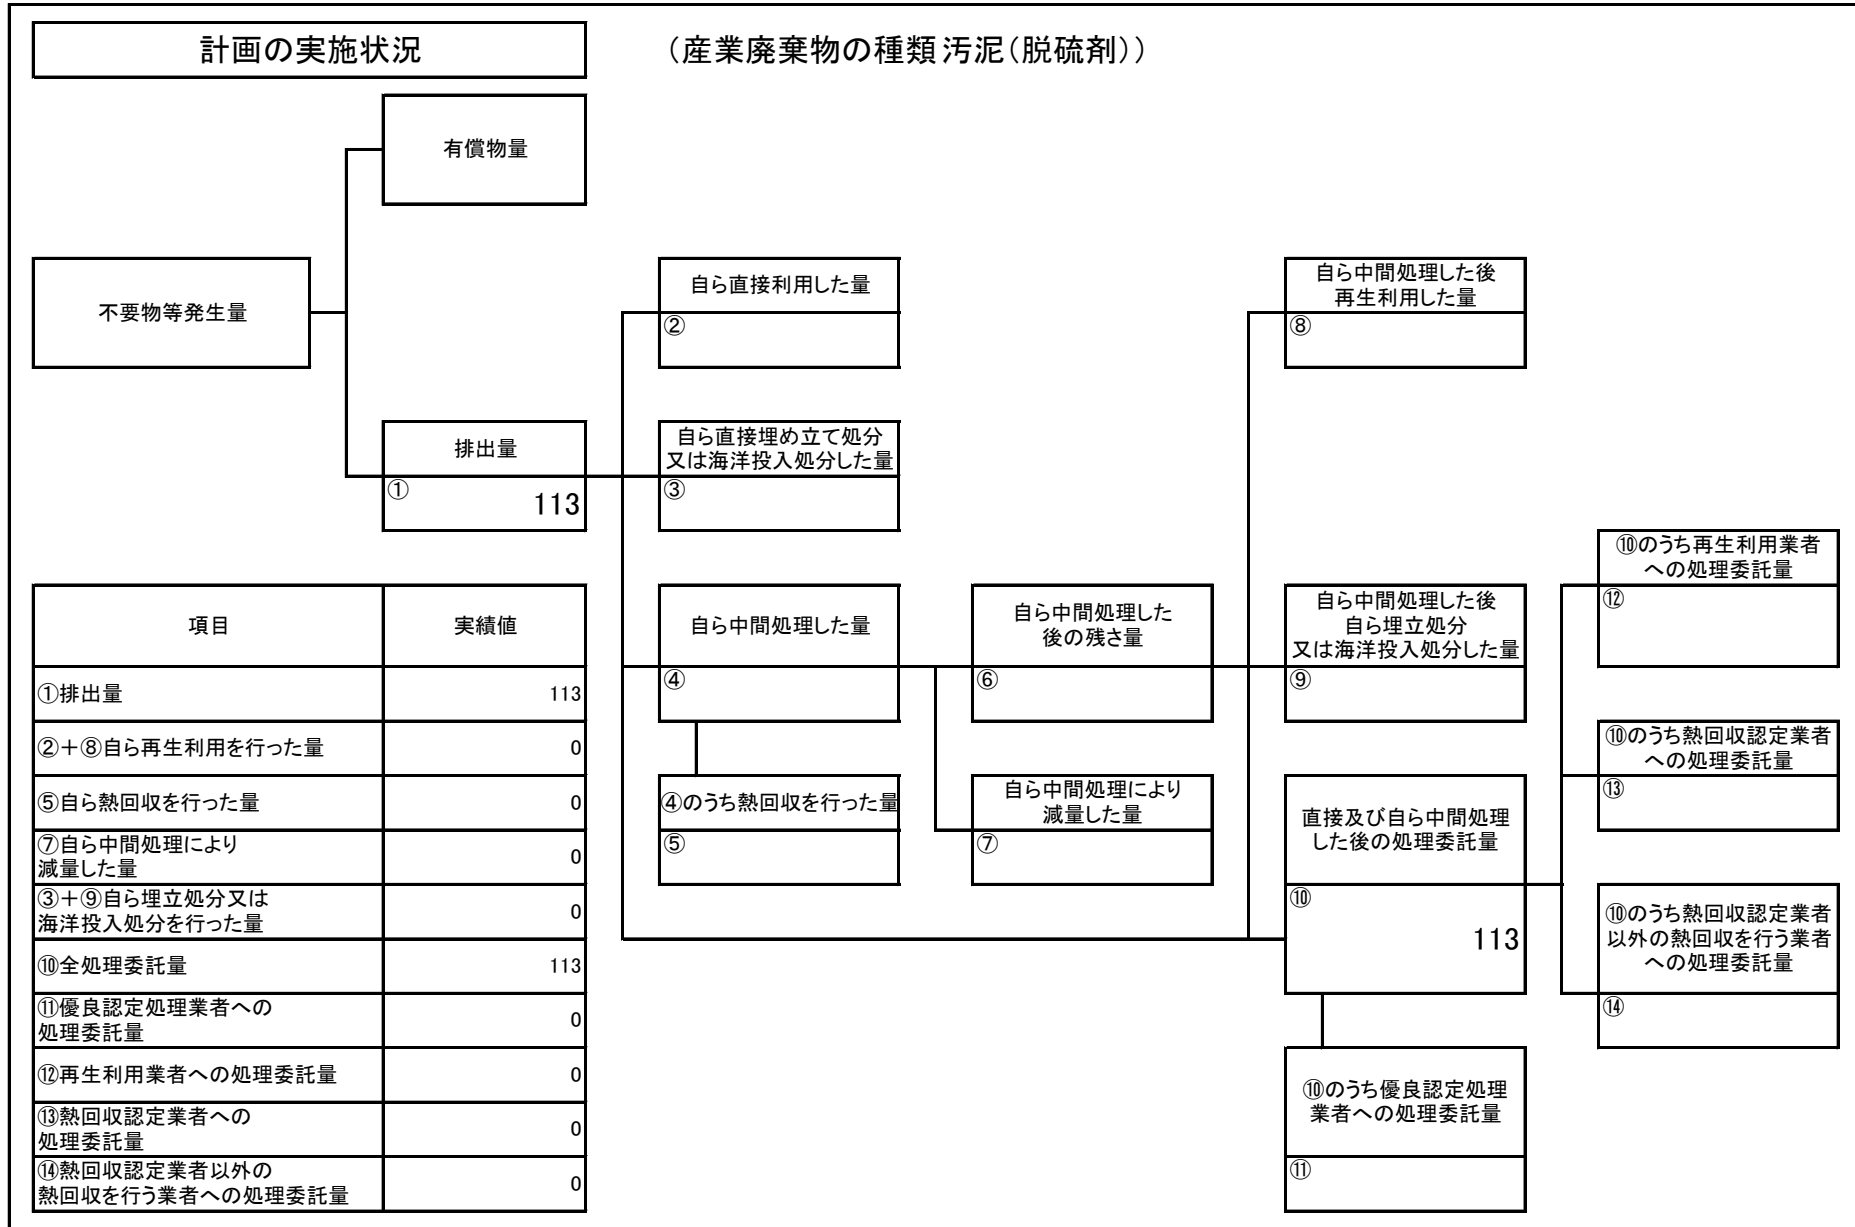 計画の実施状況
（産業廃棄物の種類 汚泥（脱硫剤））
有償物量
不要物等発生量
自ら直接利用した量
②
自ら中間処理した後
再生利用した量
⑧
排出量
①
113
自ら直接埋め立て処分
又は海洋投入処分した量
③
⑩のうち再生利用業者
への処理委託量
⑫
自ら中間処理した量
④
自ら中間処理した
後の残さ量
⑥
自ら中間処理した後
自ら埋立処分
又は海洋投入処分した量
⑨
⑩のうち熱回収認定業者
への処理委託量
⑬
④のうち熱回収を行った量
⑤
自ら中間処理により
減量した量
⑦
直接及び自ら中間処理
した後の処理委託量
⑩
113
⑩のうち熱回収認定業者
以外の熱回収を行う業者
への処理委託量
⑭
⑩のうち優良認定処理
業者への処理委託量
⑪
項目 実績値
①排出量 113
②＋⑧自ら再生利用を行った量 0
⑤自ら熱回収を行った量 0
⑦自ら中間処理により
減量した量 0
③＋⑨自ら埋立処分又は
海洋投入処分を行った量 0
⑩全処理委託量 113
⑪優良認定処理業者への
処理委託量 0
⑫再生利用業者への処理委託量 0
⑬熱回収認定業者への
処理委託量 0
⑭熱回収認定業者以外の
熱回収を行う業者への処理委託量 0